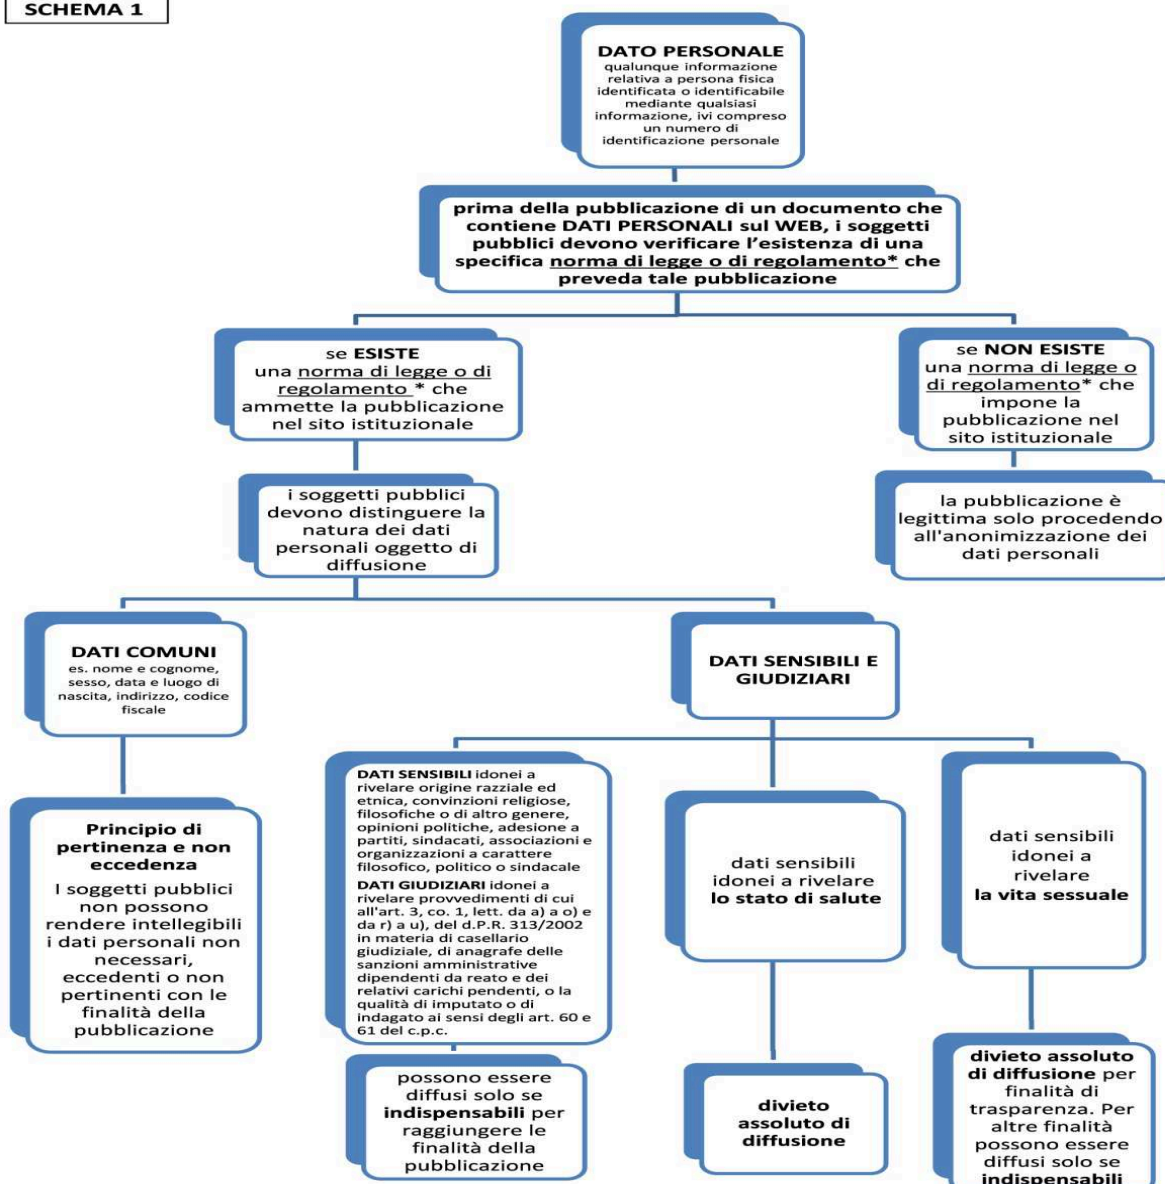 SCHEMA 1
DATO PERSONALE
qualunque informazione
relativa a persona fisica
identificata o identificabile
mediante qualsiasi
informazione, ivi compreso
un numero di
identificazione personale
prima della pubblicazione di un documento che
contiene DATI PERSONALI sul WEB, i soggetti
pubblici devono verificare l'esistenza di una
specifica norma di legge o di regolamento* che
preveda tale pubblicazione
se ESISTE
una norma di legge o di
regolamento * che
ammette la pubblicazione
nel sito istituzionale
se NON ESISTE
una norma di legge o
di regolamento* che
impone la
pubblicazione nel
sito istituzionale
i soggetti pubblici
devono distinguere la
natura dei dati
personali oggetto di
diffusione
la pubblicazione è
legittima solo procedendo
all'anonimizzazione dei
dati personali
DATI COMUNI
es. nome e cognome,
sesso, data e luogo di
nascita, indirizzo, codice
fiscale
DATI SENSIBILI E
GIUDIZIARI
Principio di
pertinenza e non
eccedenza
I soggetti pubblici
non possono
rendere intellegibili
i dati personali non
necessari,
eccedenti o non
pertinenti con le
finalità della
pubblicazione
DATI SENSIBILI idonei a
rivelare origine razziale ed
etnica, convinzioni religiose,
filosofiche o di altro genere,
opinioni politiche, adesione a
partiti, sindacati, associazioni e
organizzazioni a carattere
filosofico, politico o sindacale
DATI GIUDIZIARI idonei a
rivelare provvedimenti di cui
all'art. 3, co. 1, lett. da a) a o) e
da r) a u), del d.P.R. 313/2002
in materia di casellario
giudiziale, di anagrafe delle
sanzioni amministrative
dipendenti da reato e dei
relativi carichi pendenti, o la
qualità di imputato o di
indagato ai sensi degli art. 60 e
61 del c.p.c.
dati sensibili
idonei a rivelare
lo stato di salute
dati sensibili
idonei a
rivelare
la vita sessuale
possono essere
diffusi solo se
indispensabili per
raggiungere le
finalità della
pubblicazione
divieto
assoluto di
diffusione
divieto assoluto
di diffusione per
finalità di
trasparenza. Per
altre finalità
possono essere
diffusi solo se
indispensabili